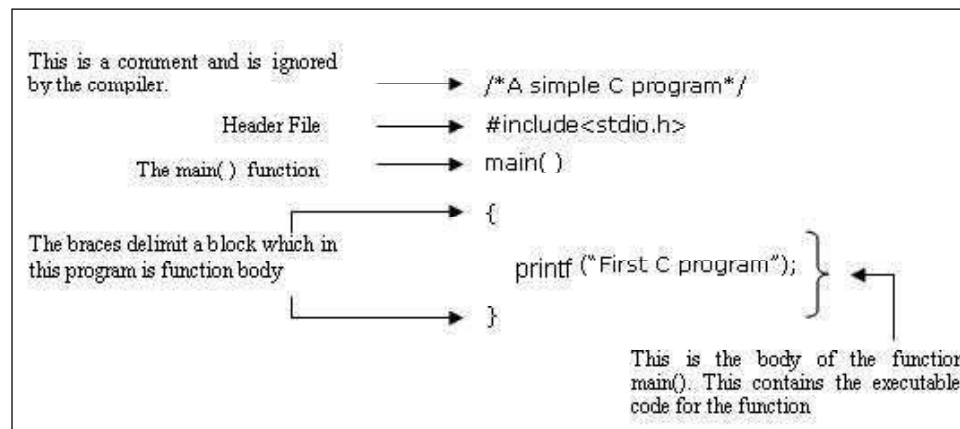 This is a comment and is ignored
by the compiler.
/*A simple C program*/
Header File
#include<stdio.h>
The main( ) function
main( )
{
The braces delimit a block which in
this program is function body
printf ("First C program");
}
This is the body of the function
main(). This contains the executable
code for the function